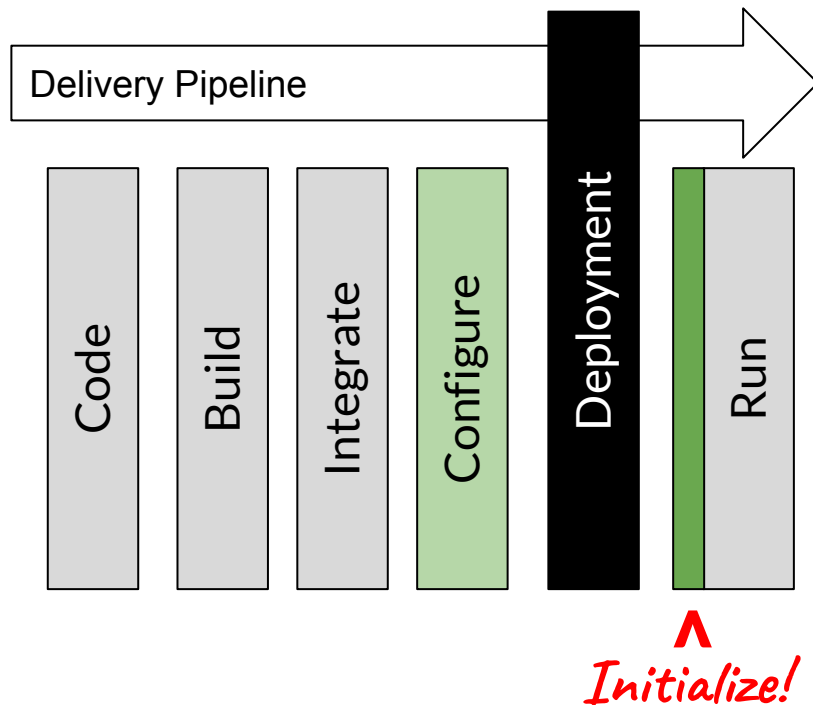 Delivery Pipeline
Code
Build
Integrate
Configure
Deployment
Run
^
Initialize!